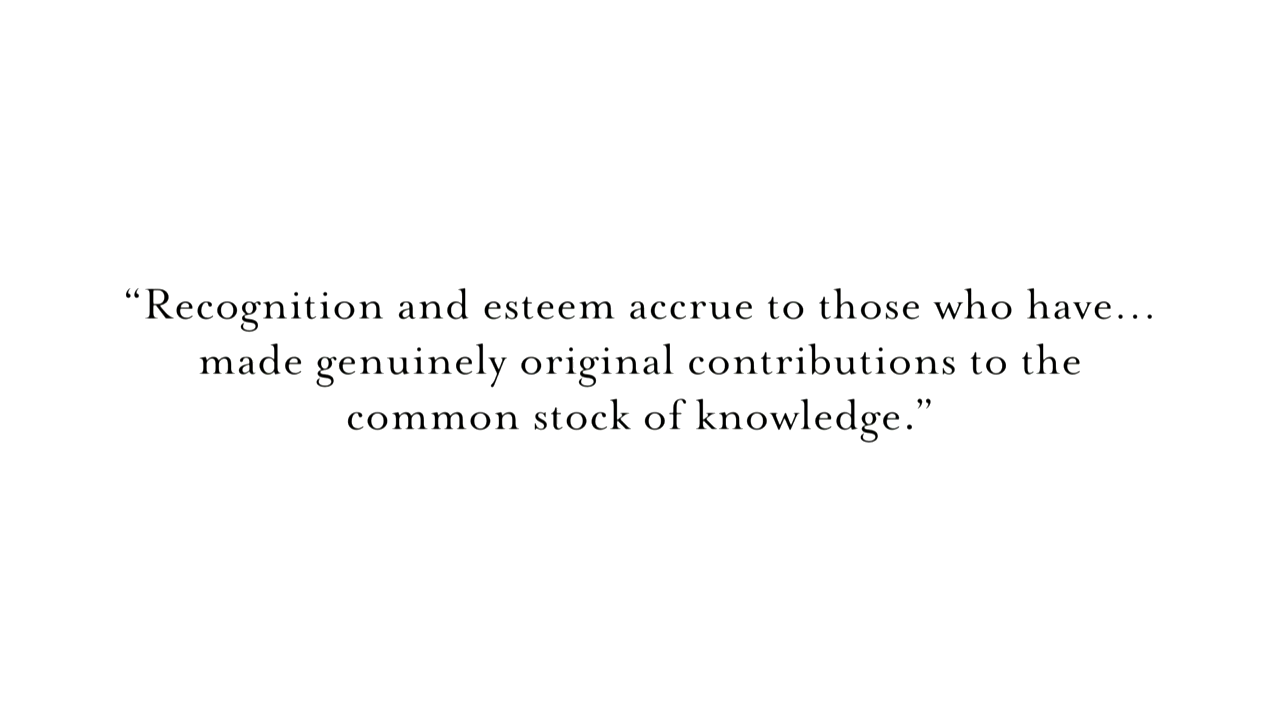 “Recognition and esteem accrue to those who have…
made genuinely original contributions to the
common stock of knowledge.”